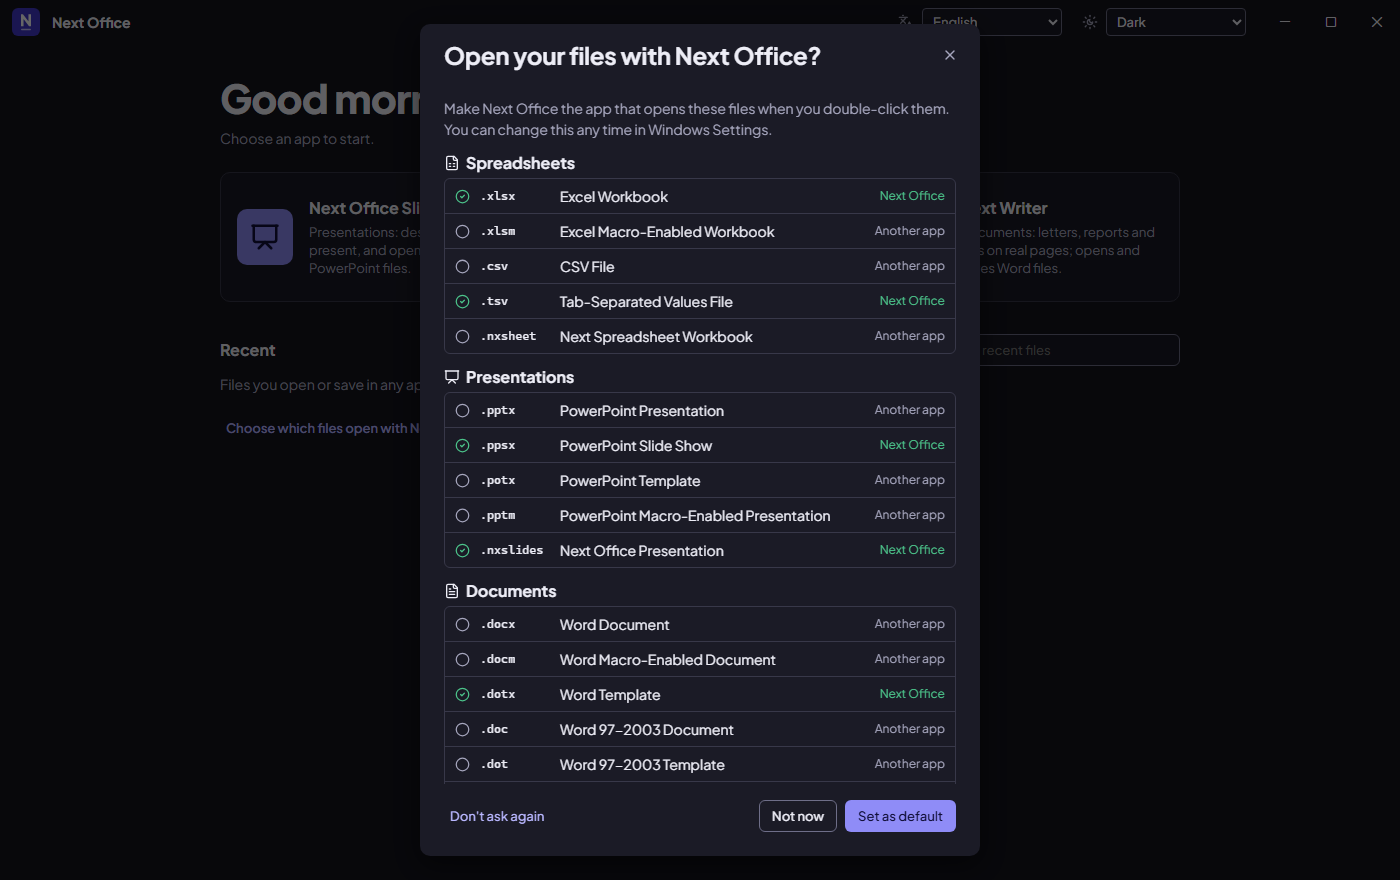 Next Office
English
Dark
Open your files with Next Office?
Good morn
Choose an app to start.
Make Next Office the app that opens these files when you double-click them.
You can change this any time in Windows Settings.
Spreadsheets
.xlsx Excel Workbook Next Office
.xlsm Excel Macro-Enabled Workbook Another app
.csv CSV File Another app
.tsv Tab-Separated Values File Next Office
.nxsheet Next Spreadsheet Workbook Another app
Presentations
.pptx PowerPoint Presentation Another app
.ppsx PowerPoint Slide Show Next Office
.potx PowerPoint Template Another app
.pptm PowerPoint Macro-Enabled Presentation Another app
.nxslides Next Office Presentation Next Office
Documents
.docx Word Document Another app
.docm Word Macro-Enabled Document Another app
.dotx Word Template Next Office
.doc Word 97–2003 Document Another app
.dot Word 97–2003 Template Another app
Don't ask again
Not now
Set as default
Next Office Sli
Presentations: de
present, and open
PowerPoint files.
xt Writer
cuments: letters, reports and
s on real pages; opens and
es Word files.
Recent
recent files
Files you open or save in any ap
Choose which files open with N